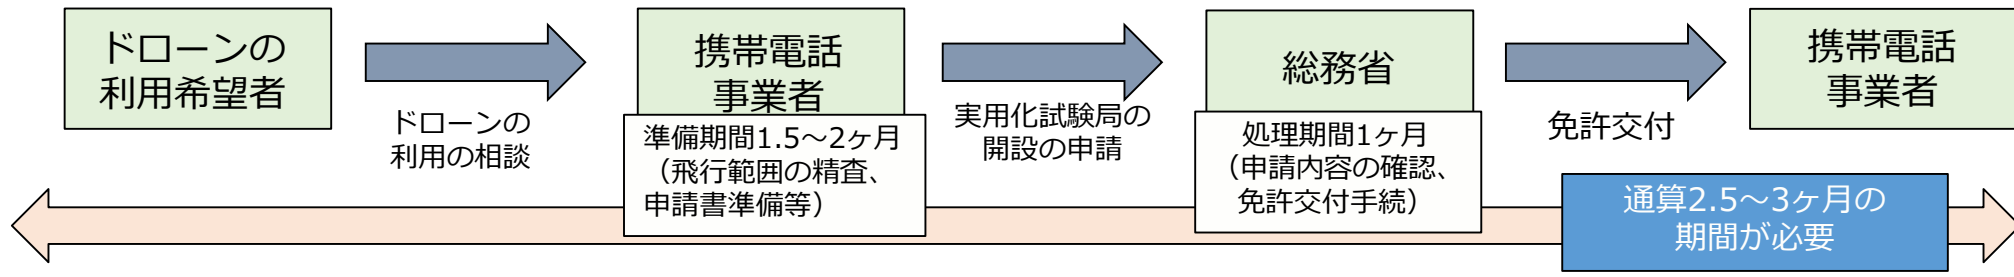 ドローンの
利用希望者
ドローンの
利用の相談
携帯電話
事業者
準備期間1.5～2ヶ月
（飛行範囲の精査、
申請書準備等）
実用化試験局の
開設の申請
総務省
処理期間1ヶ月
（申請内容の確認、
免許交付手続）
免許交付
携帯電話
事業者
通算2.5～3ヶ月の
期間が必要